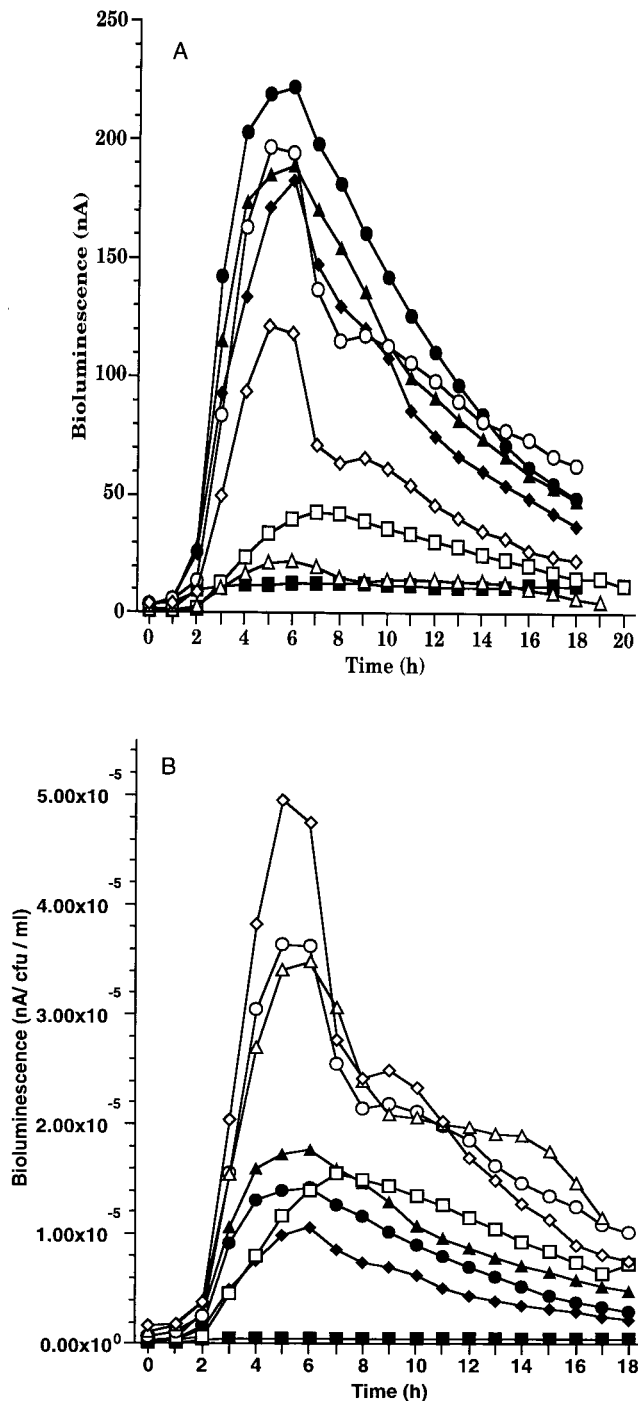 A
Bioluminescence (nA)
250
200
150
100
50
0
0 2 4 6 8 10 12 14 16 18 20
Time (h)
B
Bioluminescence (nA/ cfu / ml)
5.00x10 -5
4.00x10 -5
3.00x10 -5
2.00x10 -5
1.00x10 -5
0.00x10 0
0 2 4 6 8 10 12 14 16 18
Time (h)